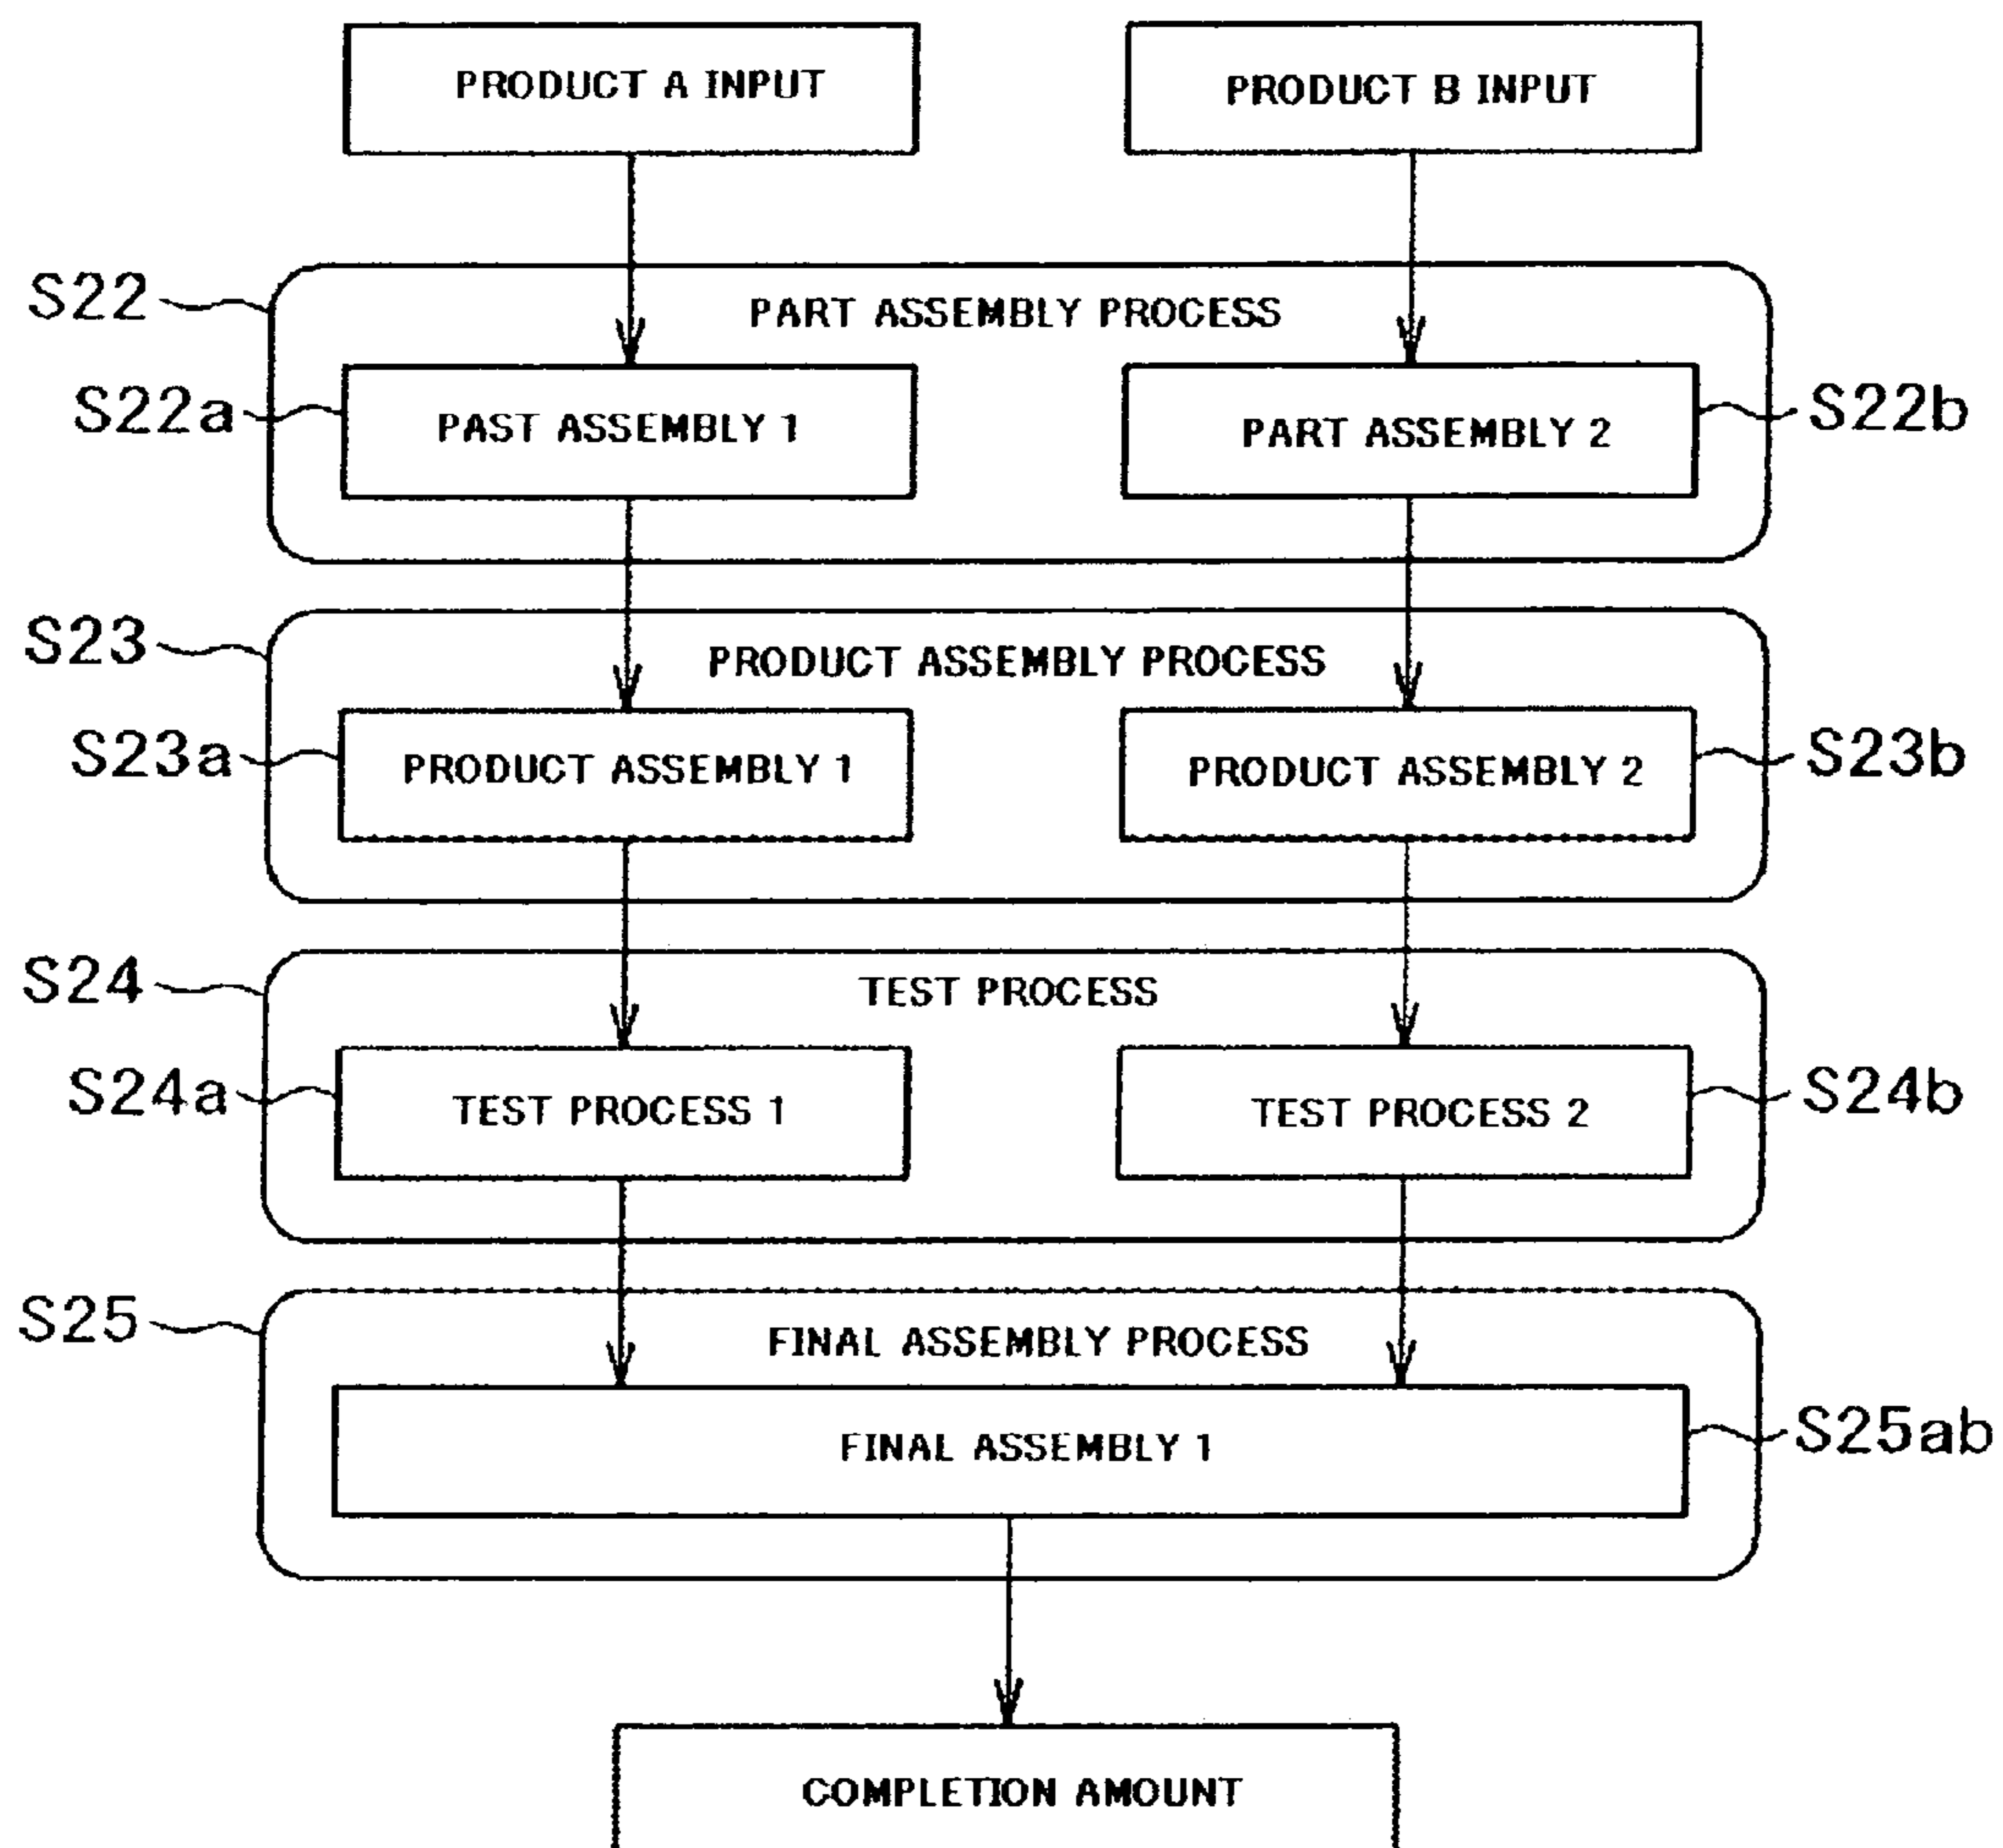 PRODUCT A INPUT
PRODUCT B INPUT
S22
PART ASSEMBLY PROCESS
S22a
PAST ASSEMBLY 1
PART ASSEMBLY 2
S22b
S23
PRODUCT ASSEMBLY PROCESS
S23a
PRODUCT ASSEMBLY 1
PRODUCT ASSEMBLY 2
S23b
S24
TEST PROCESS
S24a
TEST PROCESS 1
TEST PROCESS 2
S24b
S25
FINAL ASSEMBLY PROCESS
FINAL ASSEMBLY 1
S25ab
COMPLETION AMOUNT